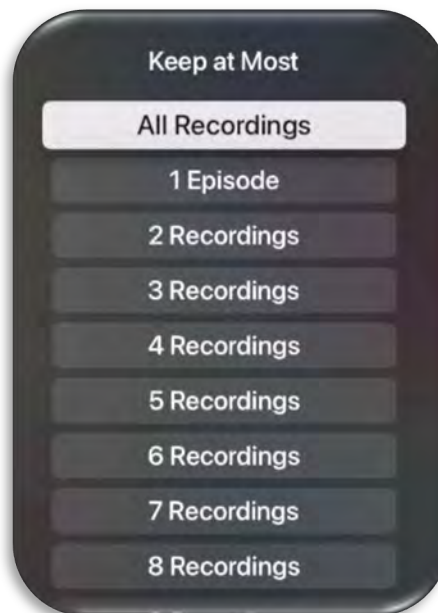 Keep at Most
All Recordings
1 Episode
2 Recordings
3 Recordings
4 Recordings
5 Recordings
6 Recordings
7 Recordings
8 Recordings